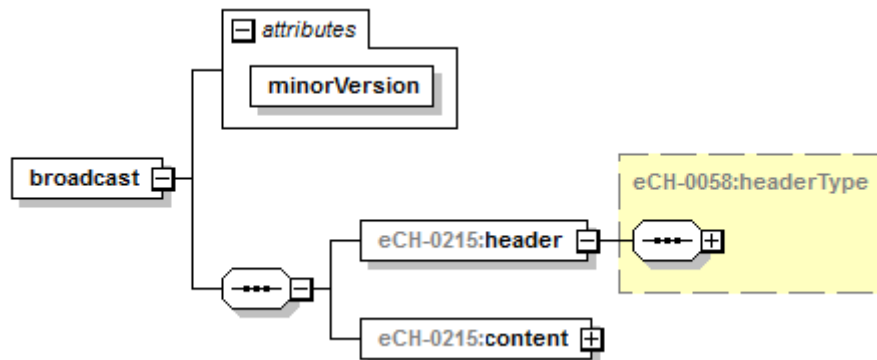 attributes
minorVersion
broadcast
eCH-0058:headerType
eCH-0215:header
eCH-0215:content